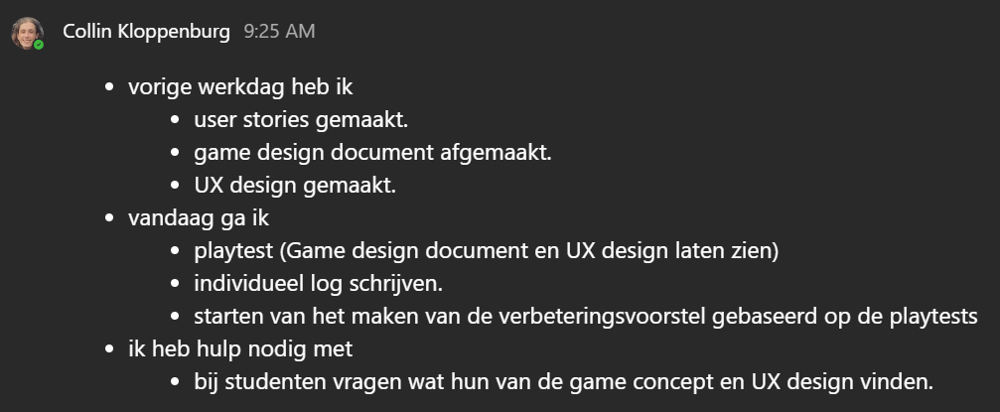 Collin Kloppenburg 9:25 AM
• vorige werkdag heb ik
• user stories gemaakt.
• game design document afgemaakt.
• UX design gemaakt.
• vandaag ga ik
• playtest (Game design document en UX design laten zien)
• individueel log schrijven.
• starten van het maken van de verbeteringsvoorstel gebaseerd op de playtests
• ik heb hulp nodig met
• bij studenten vragen wat hun van de game concept en UX design vinden.